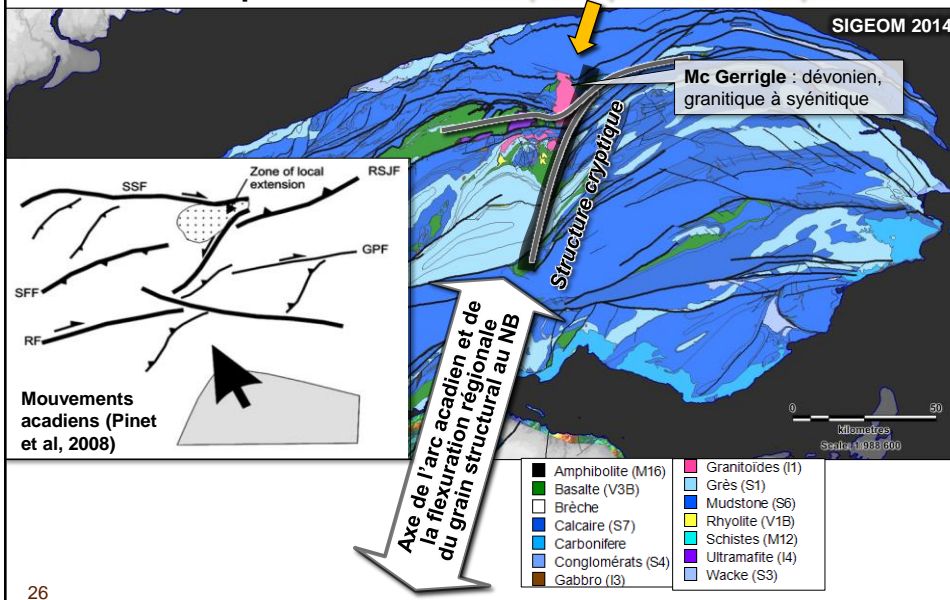 SIGEOM 2014
Mc Gerrigle : dévonien,
granitique à syénitique
Structure cryptique
Zone of local
extension
SSF
RSJF
GPF
SFF
RF
Mouvements
acadiens (Pinet
et al, 2008)
Axe de l'arc acadien et de
la flexuration régionale
du grain structural au NB
0 50
kilometres
Scale: 1:988 600
Amphibolite (M16)
Basalte (V3B)
Brèche
Calcaire (S7)
Carbonifere
Conglomérats (S4)
Gabbro (I3)
Granitoïdes (I1)
Grès (S1)
Mudstone (S6)
Rhyolite (V1B)
Schistes (M12)
Ultramafite (I4)
Wacke (S3)
26